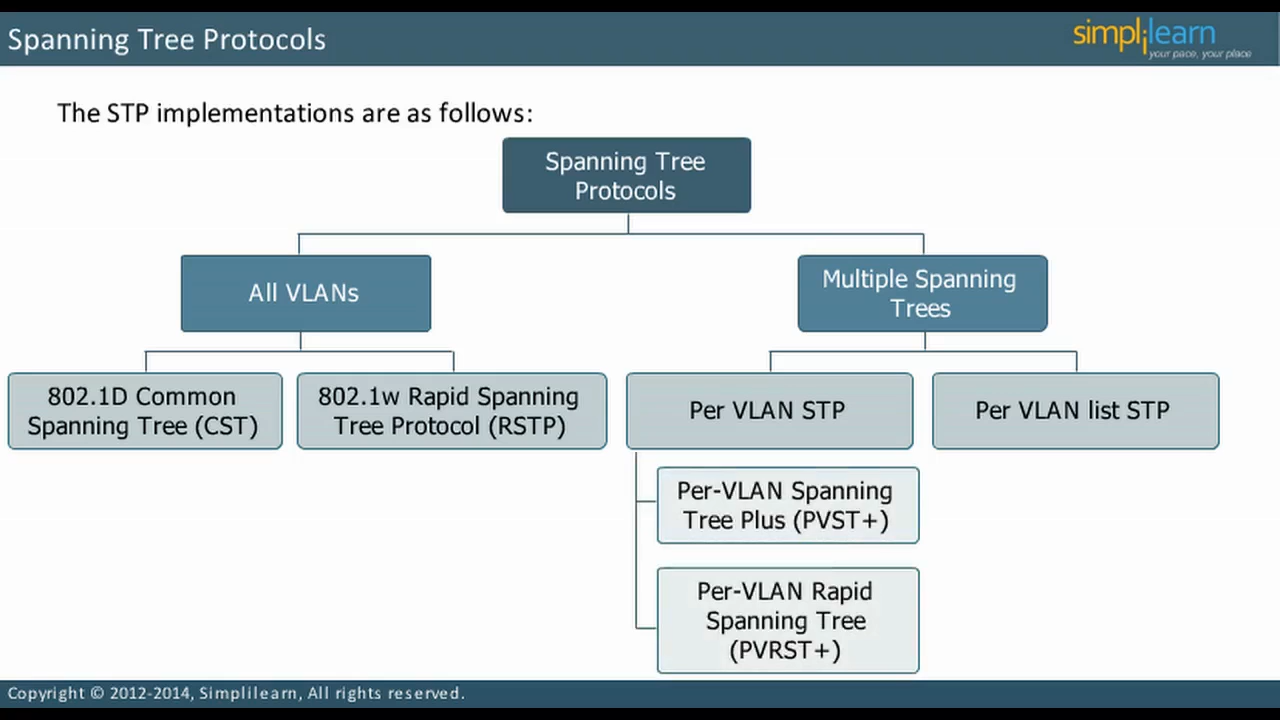 Spanning Tree Protocols
simplilearn
your pace, your place
The STP implementations are as follows:
Spanning Tree
Protocols
All VLANs
Multiple Spanning
Trees
802.1D Common
Spanning Tree (CST)
802.1w Rapid Spanning
Tree Protocol (RSTP)
Per VLAN STP
Per VLAN list STP
Per-VLAN Spanning
Tree Plus (PVST+)
Per-VLAN Rapid
Spanning Tree
(PVRST+)
Copyright © 2012-2014, Simplilearn, All rights reserved.